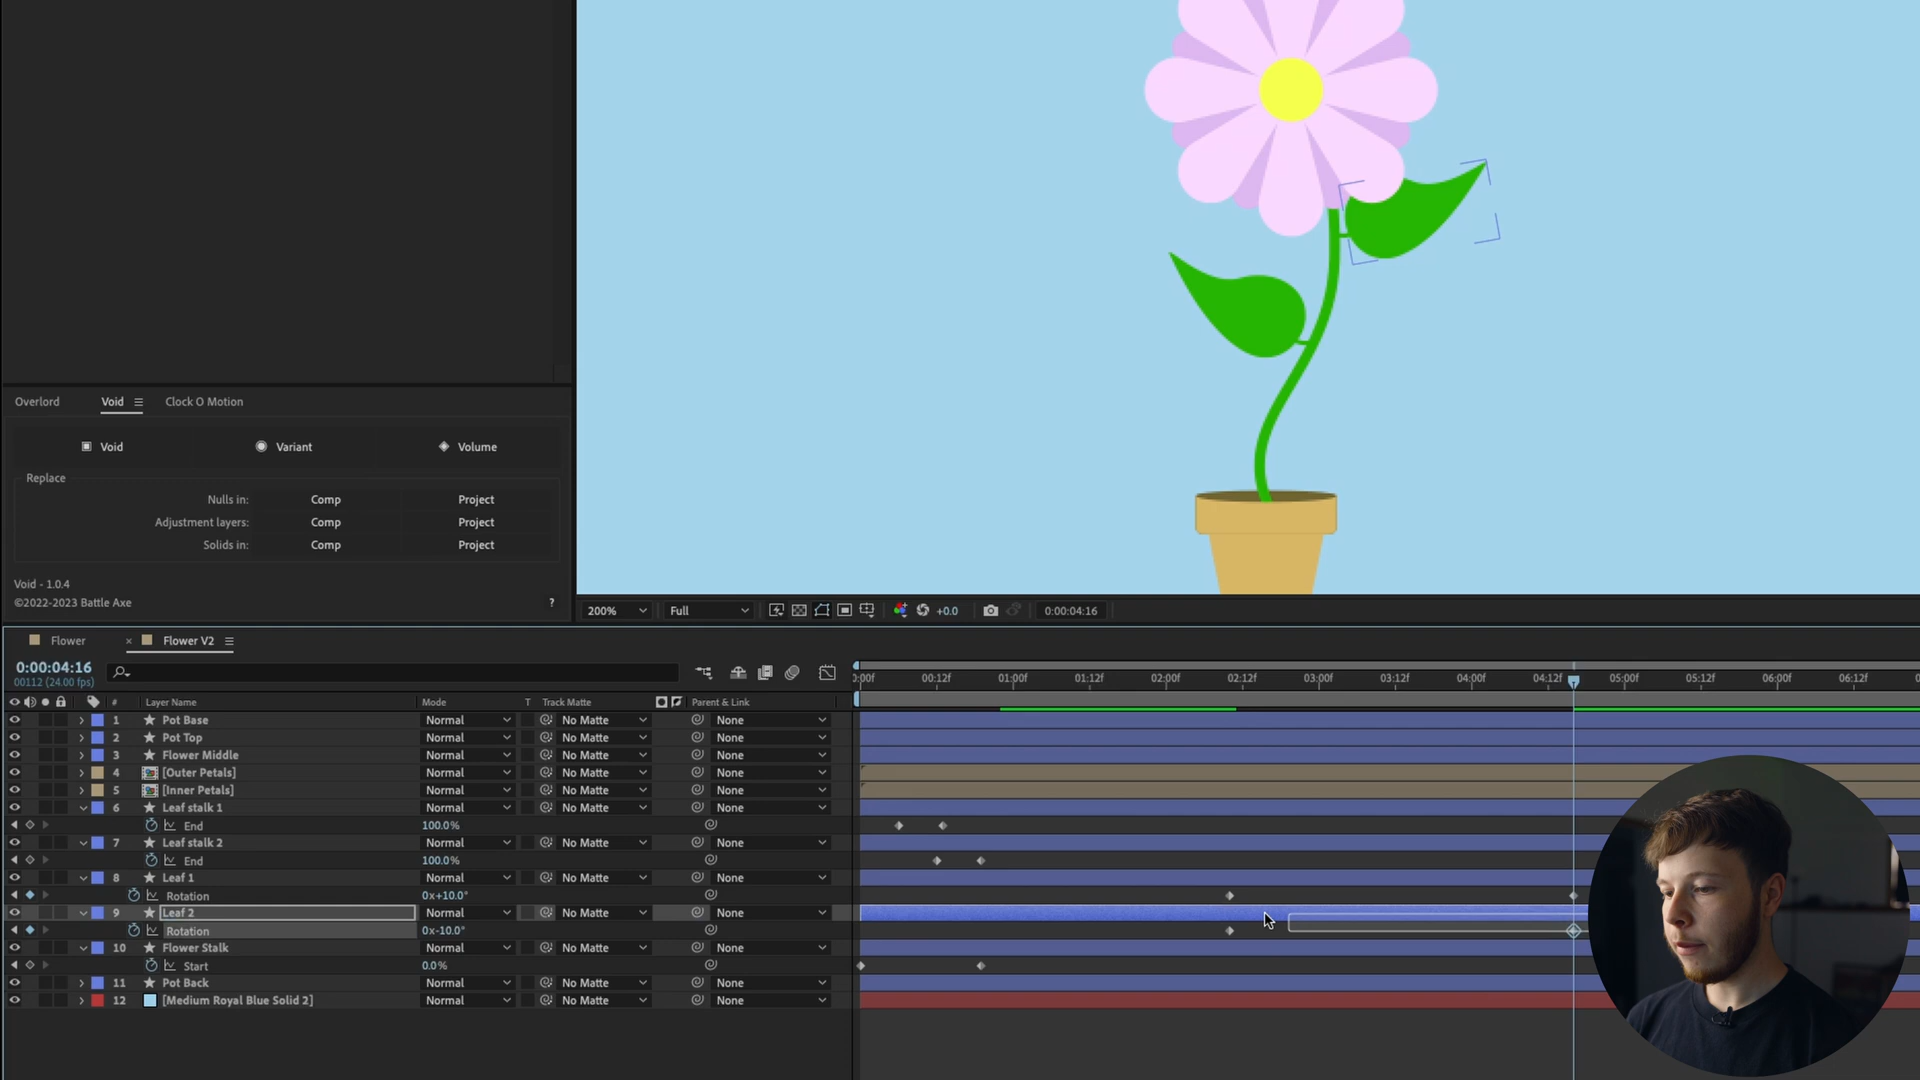 Overlord Void Clock O Motion
Void Variant Volume
Replace
Nulls in: Comp Project
Adjustment layers: Comp Project
Solids in: Comp Project
Void - 1.0.4
©2022-2023 Battle Axe ?
200% Full +0.0 0:00:04:16
Flower × Flower V2
0:00:04:16
00112 (24.00 fps)
:00f 00:12f 01:00f 01:12f 02:00f 02:12f 03:00f 03:12f 04:00f 04:12f 05:00f 05:12f 06:00f 06:12f
# Layer Name Mode T Track Matte Parent & Link
1 Pot Base Normal No Matte None
2 Pot Top Normal No Matte None
3 Flower Middle Normal No Matte None
4 [Outer Petals] Normal No Matte None
5 [Inner Petals] Normal No Matte None
6 Leaf stalk 1 Normal No Matte None
End 100.0%
7 Leaf stalk 2 Normal No Matte None
End 100.0%
8 Leaf 1 Normal No Matte None
Rotation 0x+10.0°
9 Leaf 2 Normal No Matte None
Rotation 0x-10.0°
10 Flower Stalk Normal No Matte None
Start 0.0%
11 Pot Back Normal No Matte None
12 [Medium Royal Blue Solid 2] Normal No Matte None